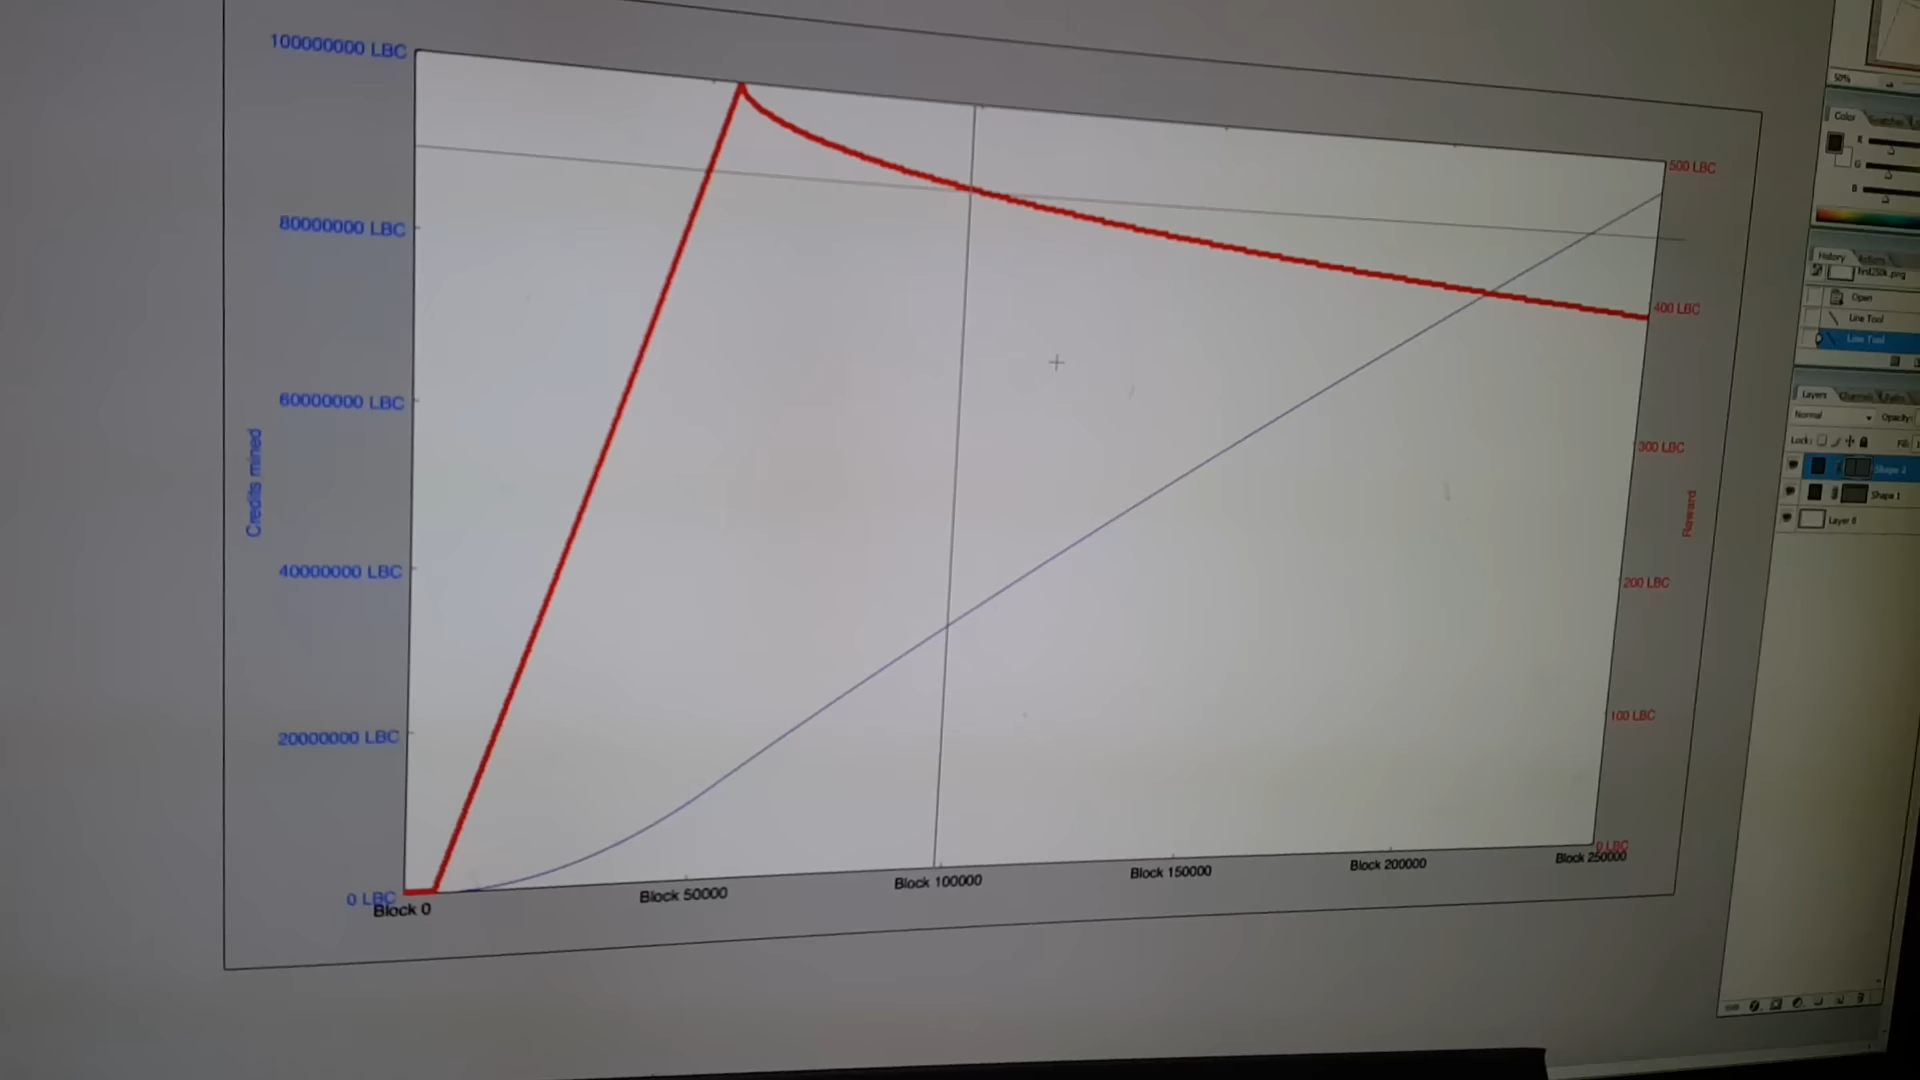 100000000 LBC
80000000 LBC
60000000 LBC
40000000 LBC
20000000 LBC
0 LBC
Credits mined
Block 0
Block 50000
Block 100000
Block 150000
Block 200000
Block 250000
500 LBC
400 LBC
300 LBC
200 LBC
100 LBC
0 LBC
Reward
50%
Color
History
Open
Line Tool
Line Tool
Layers
Normal
Opacity:
Lock:
Shape 2
Shape 1
Layer 0